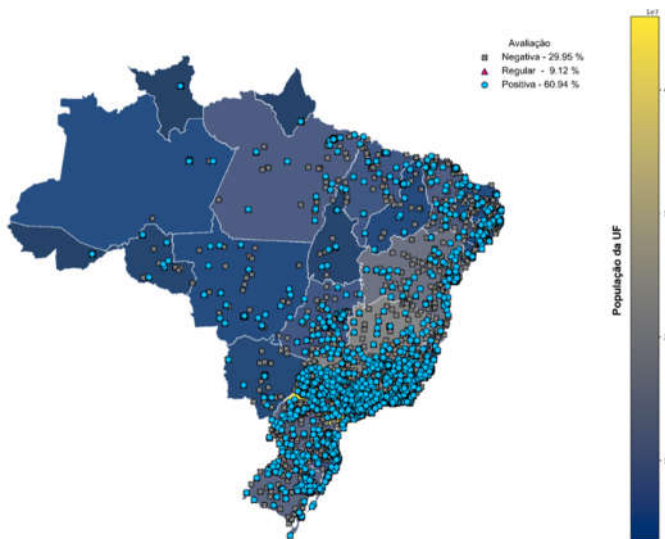 1e7
Avaliação
Negativa - 29.95 %
Regular - 9.12 %
Positiva - 60.94 %
População da UF